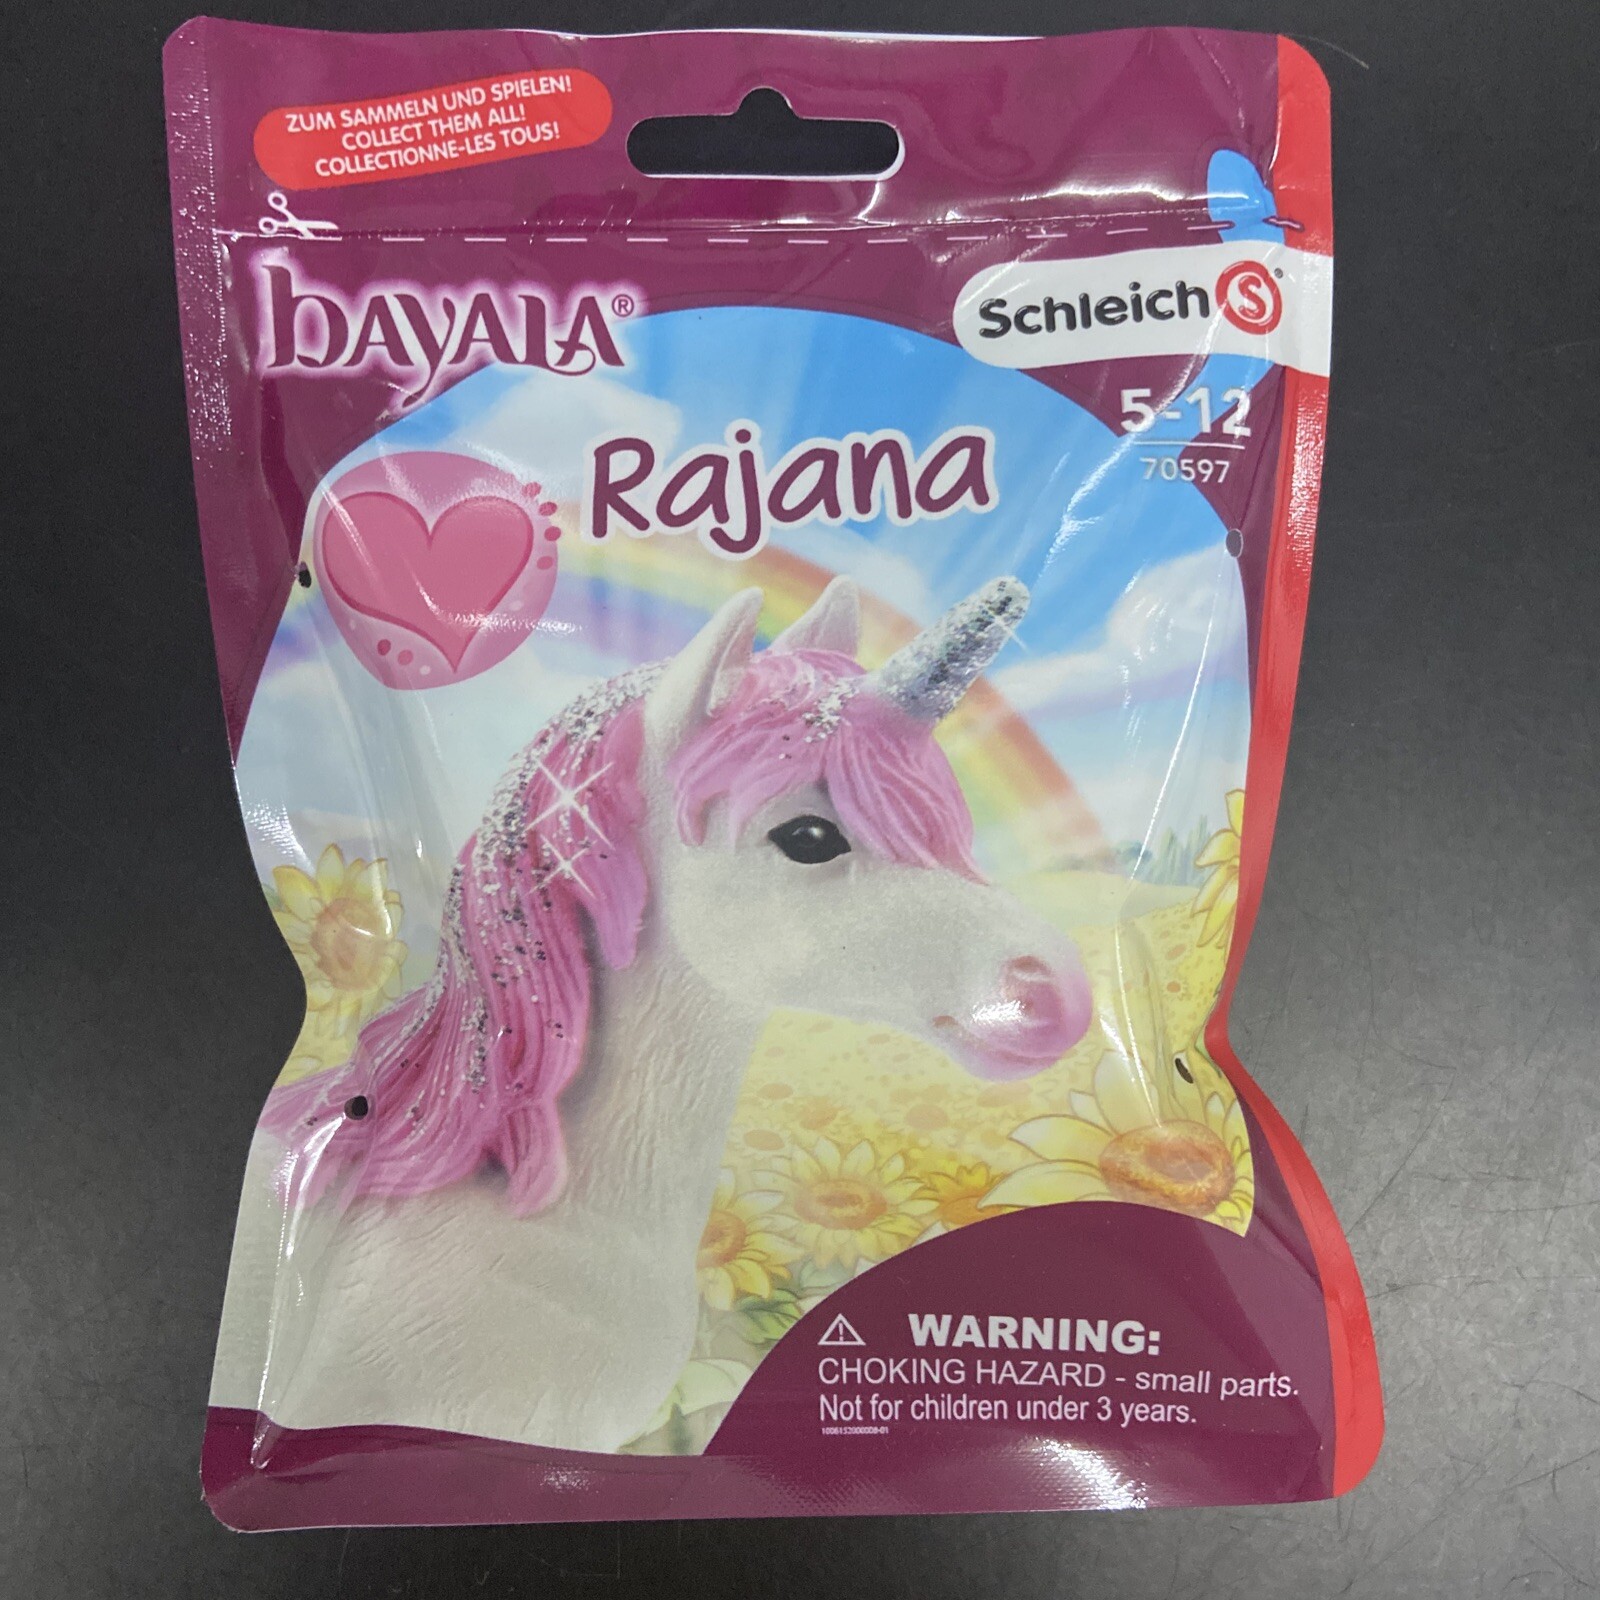 ZUM SAMMELN UND SPIELEN!
COLLECT THEM ALL!
COLLECTIONNE-LES TOUS!
bAyALA®
Schleich S®
5-12
70597
Rajana
WARNING:
CHOKING HAZARD - small parts.
Not for children under 3 years.